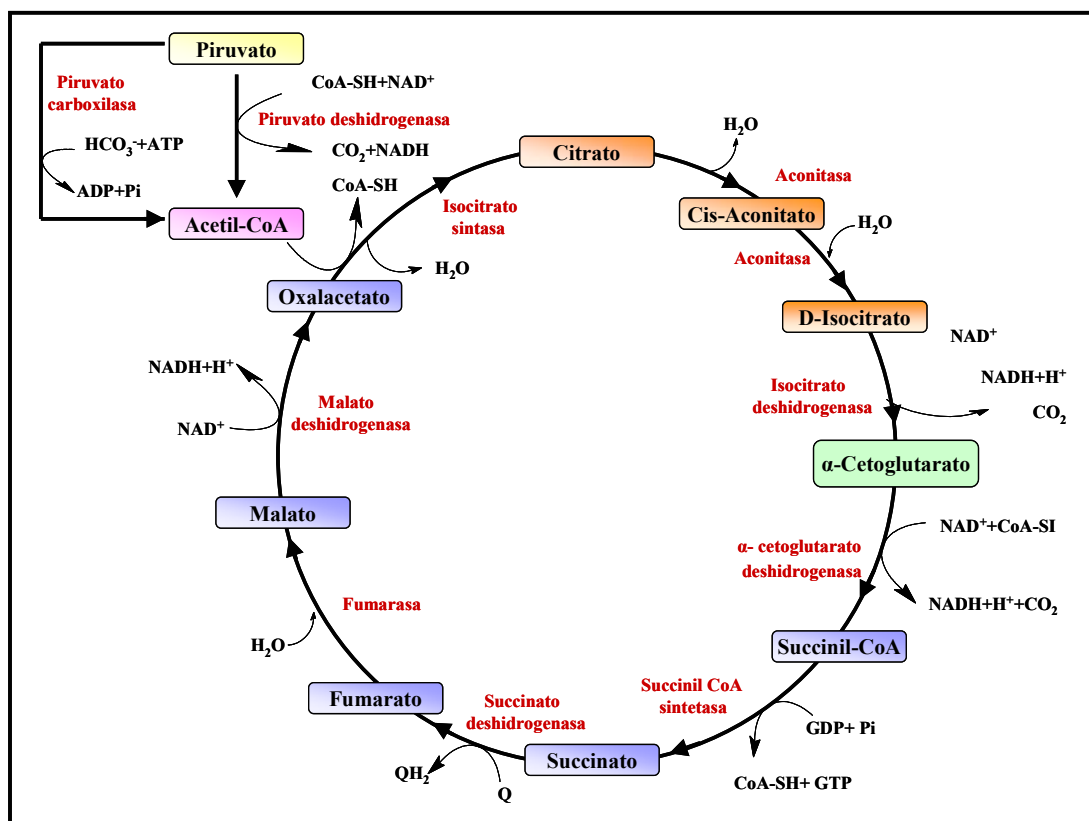 Piruvato
Piruvato
carboxilasa
CoA-SH+NAD⁺
Piruvato deshidrogenasa
HCO₃⁻+ATP
CO₂+NADH
ADP+Pi
CoA-SH
Acetil-CoA
Isocitrato
sintasa
H₂O
Citrato
H₂O
Aconitasa
Cis-Aconitato
H₂O
Aconitasa
Oxalacetato
D-Isocitrato
NAD⁺
NADH+H⁺
Isocitrato
deshidrogenasa
CO₂
NADH+H⁺
Malato
deshidrogenasa
NAD⁺
α-Cetoglutarato
Malato
NAD⁺+CoA-SI
α- cetoglutarato
deshidrogenasa
NADH+H⁺+CO₂
Fumarasa
H₂O
Succinil-CoA
Fumarato
Succinato
deshidrogenasa
Succinil CoA
sintetasa
GDP+ Pi
Succinato
QH₂
Q
CoA-SH+ GTP